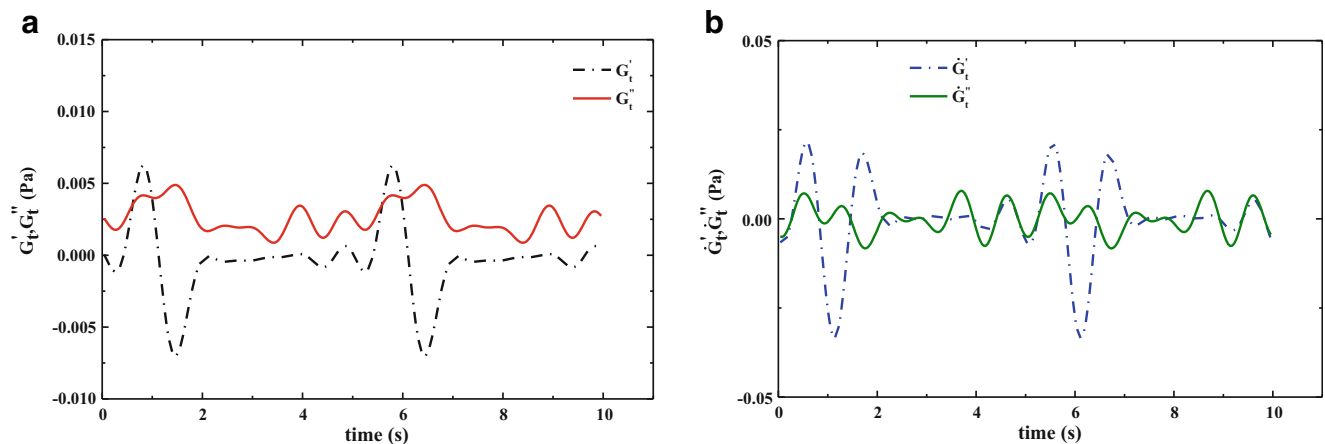 a
0.015
0.010
0.005
0.000
-0.005
-0.010
G't,G''t (Pa)
G't
G''t
0 2 4 6 8 10
time (s)
b
0.05
0.00
-0.05
Ġ't,Ġ''t (Pa)
Ġ't
Ġ''t
0 2 4 6 8 10
time (s)